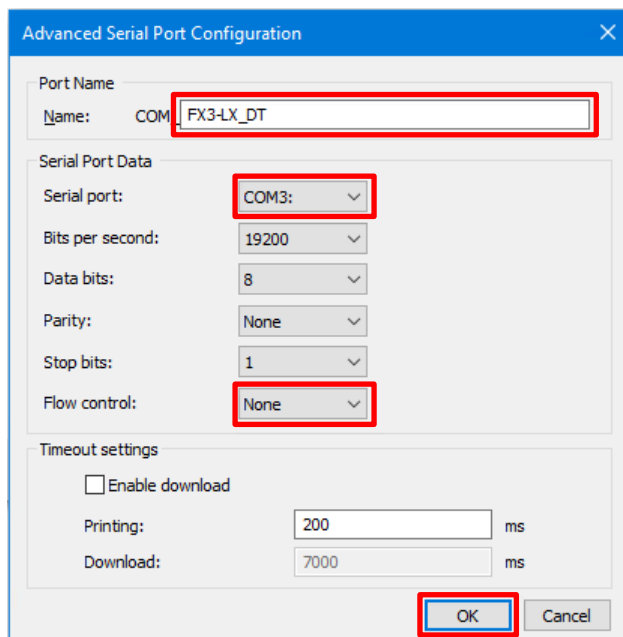 Advanced Serial Port Configuration
Port Name
Name: COM_ FX3-LX_DT
Serial Port Data
Serial port: COM3:
Bits per second: 19200
Data bits: 8
Parity: None
Stop bits: 1
Flow control: None
Timeout settings
Enable download
Printing: 200 ms
Download: 7000 ms
OK Cancel